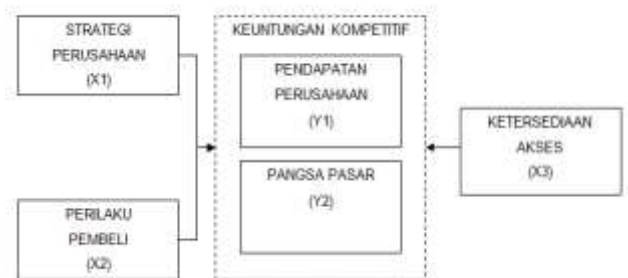 STRATEGI
PERUSAHAAN
(X1)
KEUNTUNGAN KOMPETITIF
PENDAPATAN
PERUSAHAAN
(Y1)
PANGSA PASAR
(Y2)
KETERSEDIAAN
AKSES
(X3)
PERILAKU
PEMBELI
(X2)